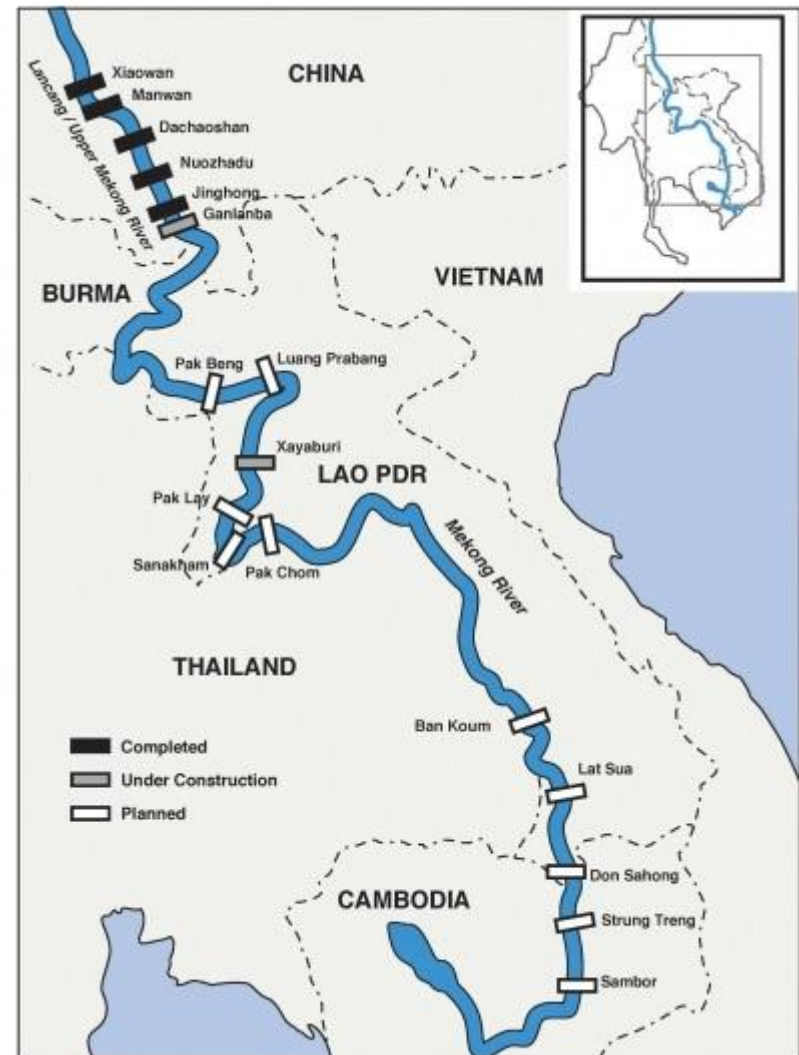 CHINA
Xiaowan
Manwan
Dachaoshan
Nuozhadu
Jinghong
Ganlanba
Lancang / Upper Mekong River
BURMA
VIETNAM
Pak Beng
Luang Prabang
Xayaburi
LAO PDR
Pak Lay
Sanakham
Pak Chom
Mekong River
THAILAND
Ban Koum
Lat Sua
Completed
Under Construction
Planned
Don Sahong
CAMBODIA
Strung Treng
Sambor